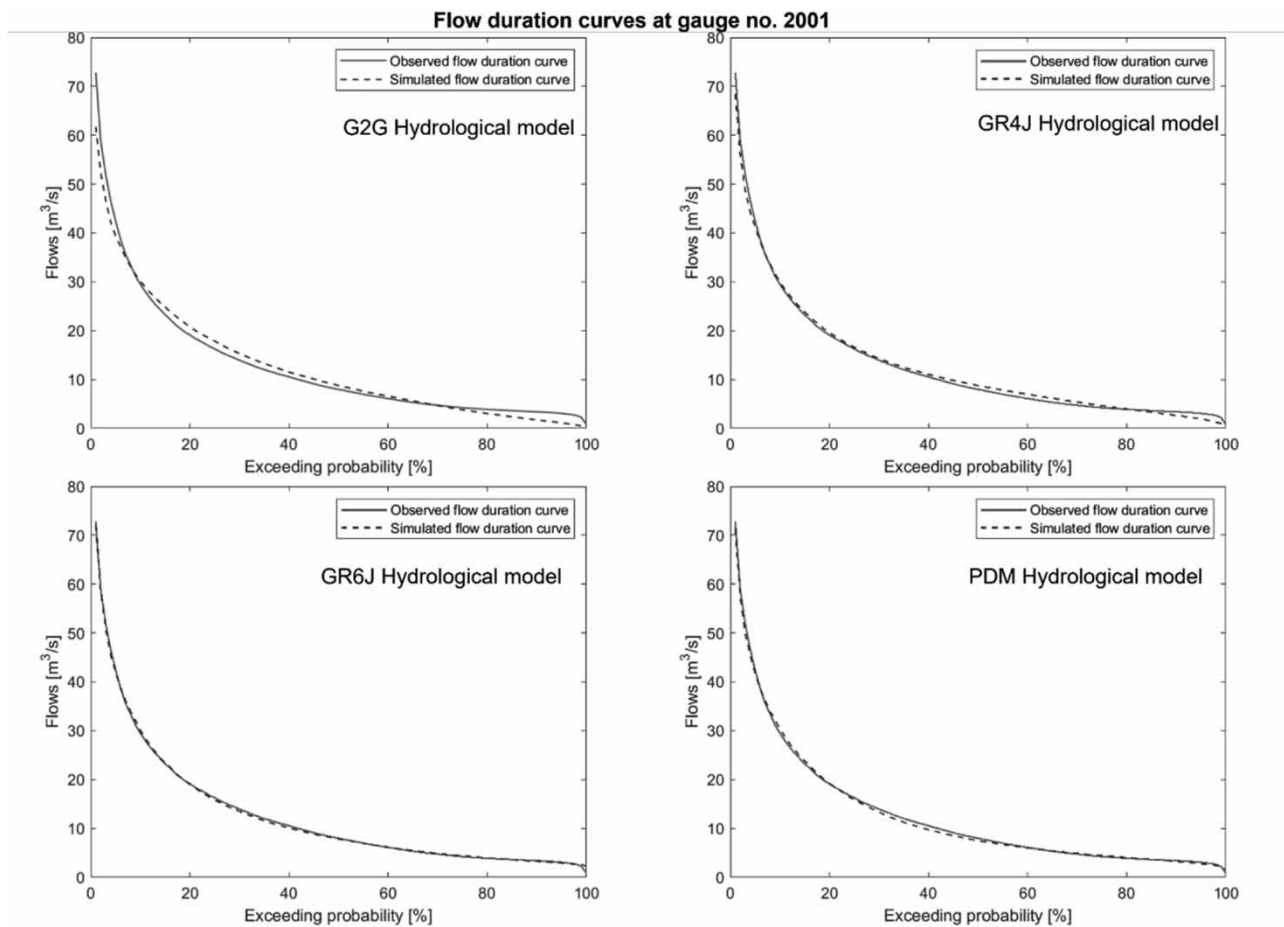 Flow duration curves at gauge no. 2001
80
70
60
50
40
30
20
10
0
Flows [m³/s]
Observed flow duration curve
Simulated flow duration curve
G2G Hydrological model
0 20 40 60 80 100
Exceeding probability [%]
80
70
60
50
40
30
20
10
0
Flows [m³/s]
Observed flow duration curve
Simulated flow duration curve
GR4J Hydrological model
0 20 40 60 80 100
Exceeding probability [%]
80
70
60
50
40
30
20
10
0
Flows [m³/s]
Observed flow duration curve
Simulated flow duration curve
GR6J Hydrological model
0 20 40 60 80 100
Exceeding probability [%]
80
70
60
50
40
30
20
10
0
Flows [m³/s]
Observed flow duration curve
Simulated flow duration curve
PDM Hydrological model
0 20 40 60 80 100
Exceeding probability [%]